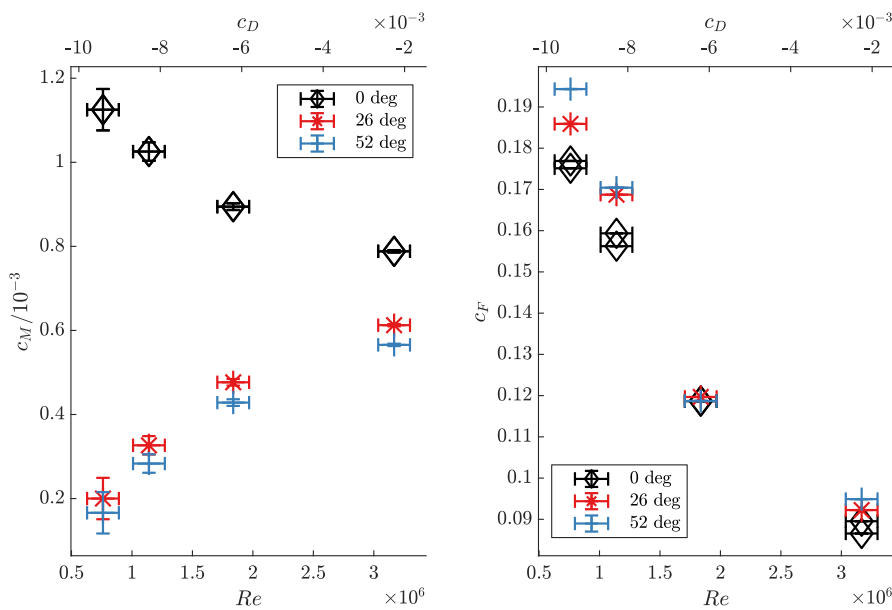 c_D
×10^-3
-10 -8 -6 -4 -2
1.2
1
0.8
0.6
0.4
0.2
c_M/10^-3
0 deg
26 deg
52 deg
0.5 1 1.5 2 2.5 3
Re
×10^6
c_D
×10^-3
-10 -8 -6 -4 -2
0.19
0.18
0.17
0.16
0.15
0.14
0.13
0.12
0.11
0.1
0.09
c_F
0 deg
26 deg
52 deg
0.5 1 1.5 2 2.5 3
Re
×10^6